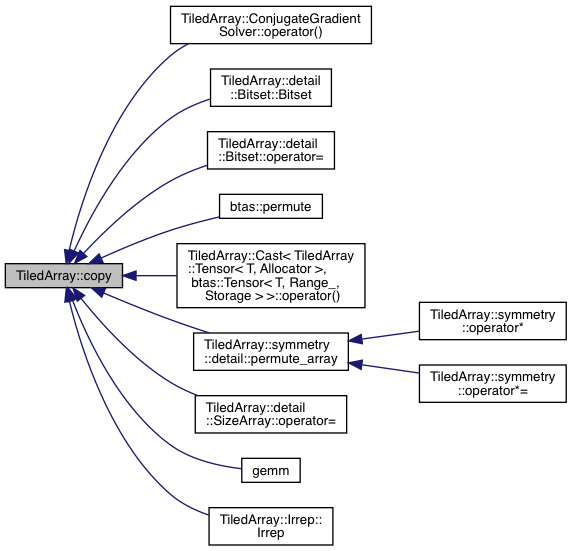 TiledArray::ConjugateGradient
Solver::operator()
TiledArray::detail
::Bitset::Bitset
TiledArray::detail
::Bitset::operator=
btas::permute
TiledArray::copy
TiledArray::Cast< TiledArray
::Tensor< T, Allocator >,
btas::Tensor< T, Range_,
Storage > >::operator()
TiledArray::symmetry
::detail::permute_array
TiledArray::symmetry
::operator*
TiledArray::symmetry
::operator*=
TiledArray::detail
::SizeArray::operator=
gemm
TiledArray::Irrep::
Irrep